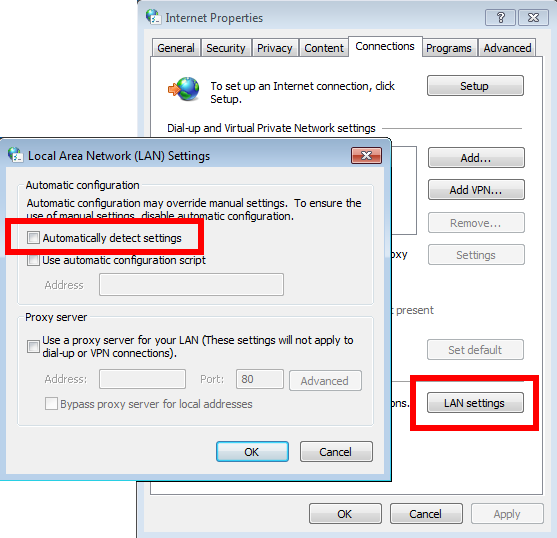 Internet Properties
?
General
Security
Privacy
Content
Connections
Programs
Advanced
To set up an Internet connection, click
Setup.
Setup
Dial-up and Virtual Private Network settings
Add...
Add VPN...
Remove...
Settings
present
Set default
LAN settings
OK
Cancel
Apply
Local Area Network (LAN) Settings
Automatic configuration
Automatic configuration may override manual settings. To ensure the
use of manual settings, disable automatic configuration.
Automatically detect settings
Use automatic configuration script
Address
Proxy server
Use a proxy server for your LAN (These settings will not apply to
dial-up or VPN connections).
Address:
Port:
80
Advanced
Bypass proxy server for local addresses
OK
Cancel